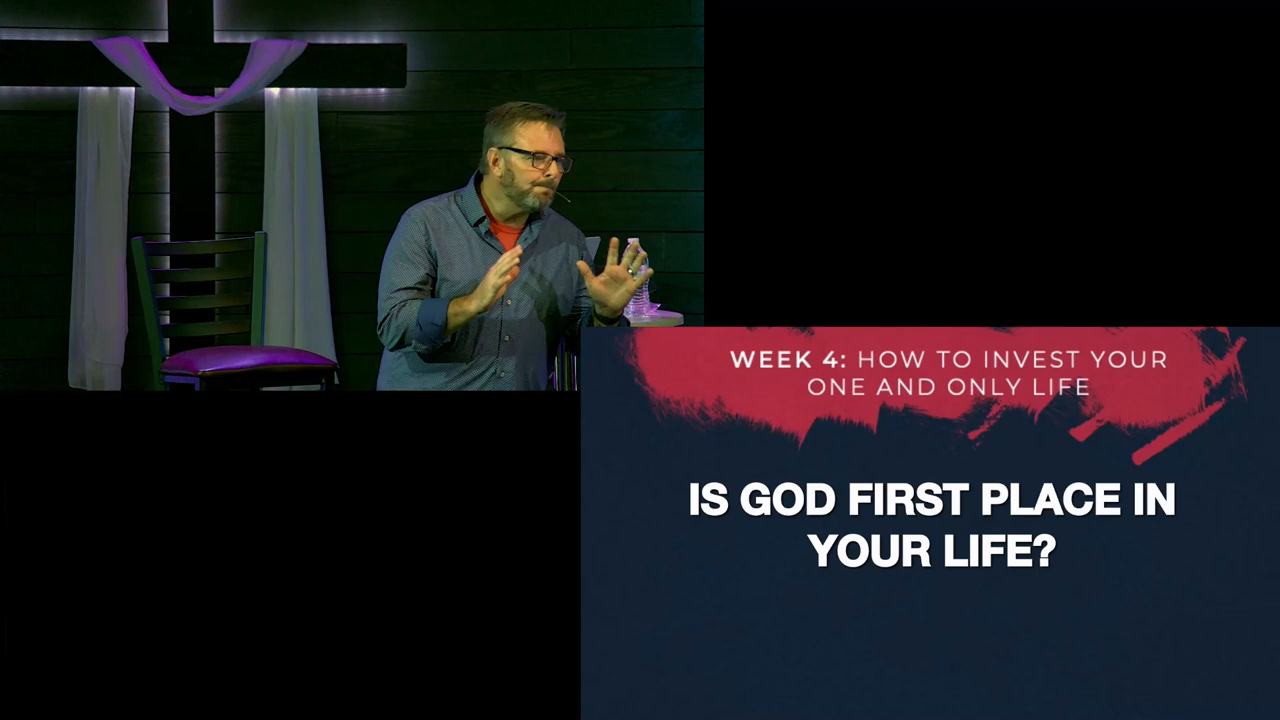 WEEK 4: HOW TO INVEST YOUR
ONE AND ONLY LIFE
IS GOD FIRST PLACE IN
YOUR LIFE?